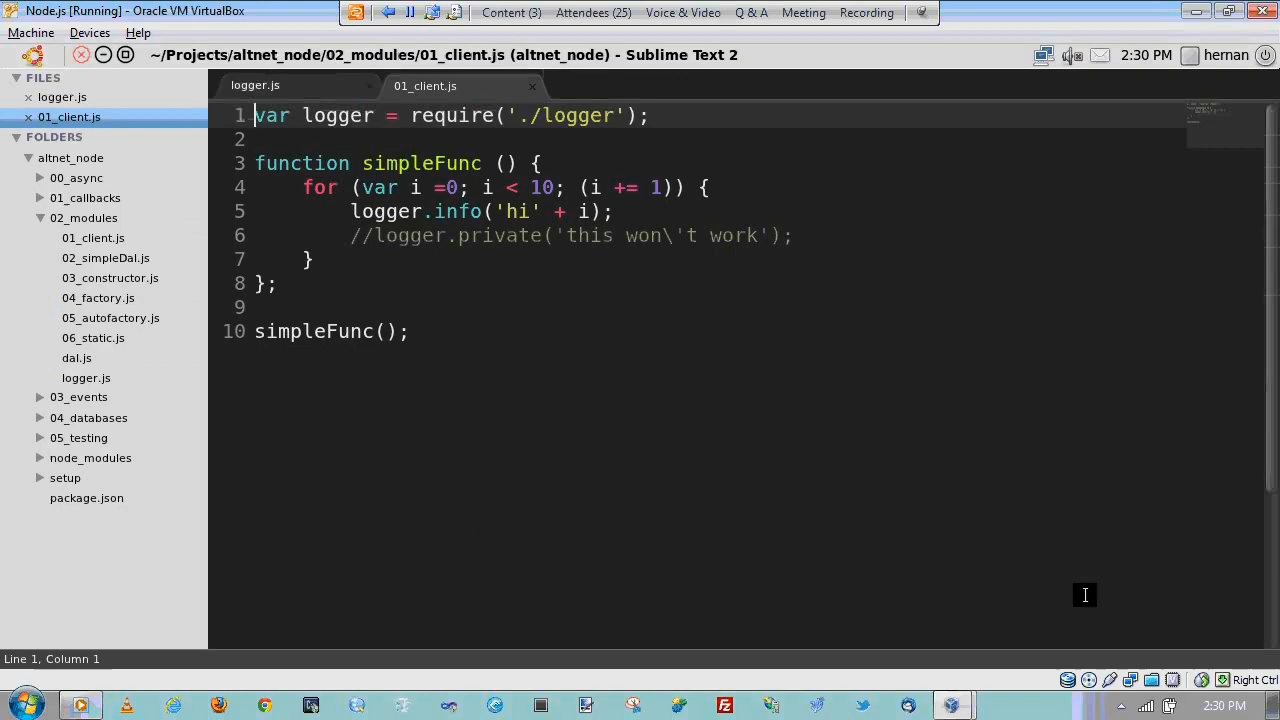 Node.js [Running] - Oracle VM VirtualBox
Content (3)
Attendees (25)
Voice & Video
Q & A
Meeting
Recording
Machine
Devices
Help
~/Projects/altnet_node/02_modules/01_client.js (altnet_node) - Sublime Text 2
2:30 PM
hernan
FILES
logger.js
01_client.js
FOLDERS
altnet_node
00_async
01_callbacks
02_modules
01_client.js
02_simpleDal.js
03_constructor.js
04_factory.js
05_autofactory.js
06_static.js
dal.js
logger.js
03_events
04_databases
05_testing
node_modules
setup
package.json
logger.js
01_client.js
1 var logger = require('./logger');
2
3 function simpleFunc () {
4 for (var i =0; i < 10; (i += 1)) {
5 logger.info('hi' + i);
6 //logger.private('this won\'t work');
7 }
8 };
9
10 simpleFunc();
Line 1, Column 1
Right Ctrl
2:30 PM